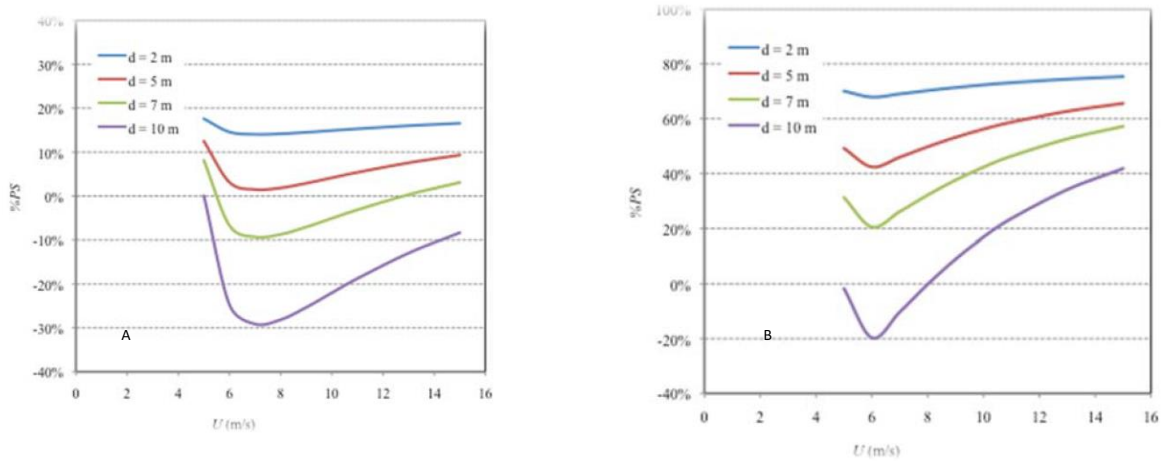 40%
30%
20%
10%
0%
-10%
-20%
-30%
-40%
%PS
d = 2 m
d = 5 m
d = 7 m
d = 10 m
A
0 2 4 6 8 10 12 14 16
U (m/s)
100%
80%
60%
40%
20%
0%
-20%
-40%
%PS
d = 2 m
d = 5 m
d = 7 m
d = 10 m
B
0 2 4 6 8 10 12 14 16
U (m/s)